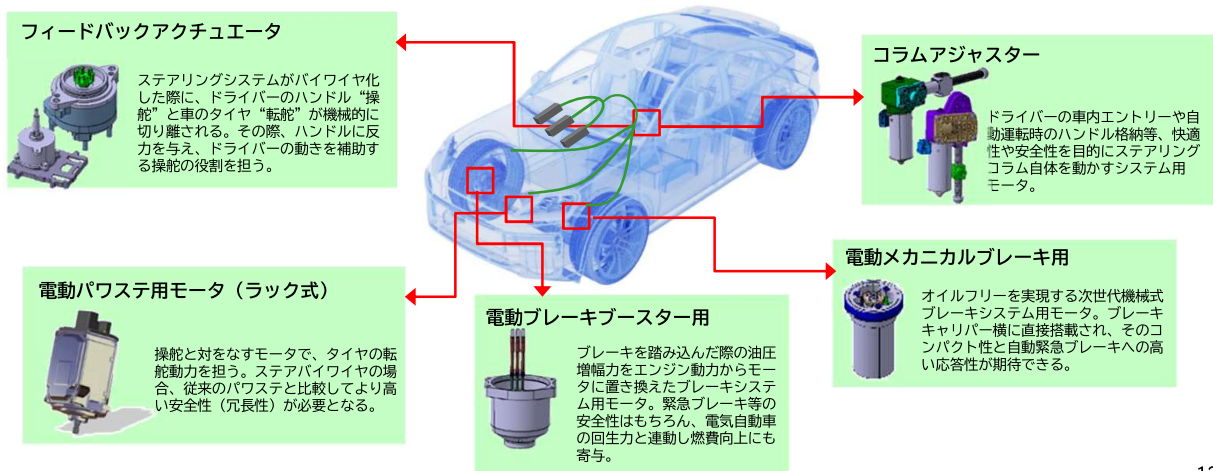 フィードバックアクチュエータ
ステアリングシステムがバイワイヤ化
した際に、ドライバーのハンドル“操
舵”と車のタイヤ“転舵”が機械的に
切り離される。その際、ハンドルに反
力を与え、ドライバーの動きを補助す
る操舵の役割を担う。
コラムアジャスター
ドライバーの車内エントリーや自
動運転時のハンドル格納等、快適
性や安全性を目的にステアリング
コラム自体を動かすシステム用
モータ。
電動パワステ用モータ（ラック式）
操舵と対をなすモータで、タイヤの転
舵動力を担う。ステアバイワイヤの場
合、従来のパワステと比較してより高
い安全性（冗長性）が必要となる。
電動ブレーキブースター用
ブレーキを踏み込んだ際の油圧
増幅力をエンジン動力からモー
タに置き換えたブレーキシステ
ム用モータ。緊急ブレーキ等の
安全性はもちろん、電気自動車
の回生力と連動し燃費向上にも
寄与。
電動メカニカルブレーキ用
オイルフリーを実現する次世代機械式
ブレーキシステム用モータ。ブレーキ
キャリパー横に直接搭載され、そのコ
ンパクト性と自動緊急ブレーキへの高
い応答性が期待できる。